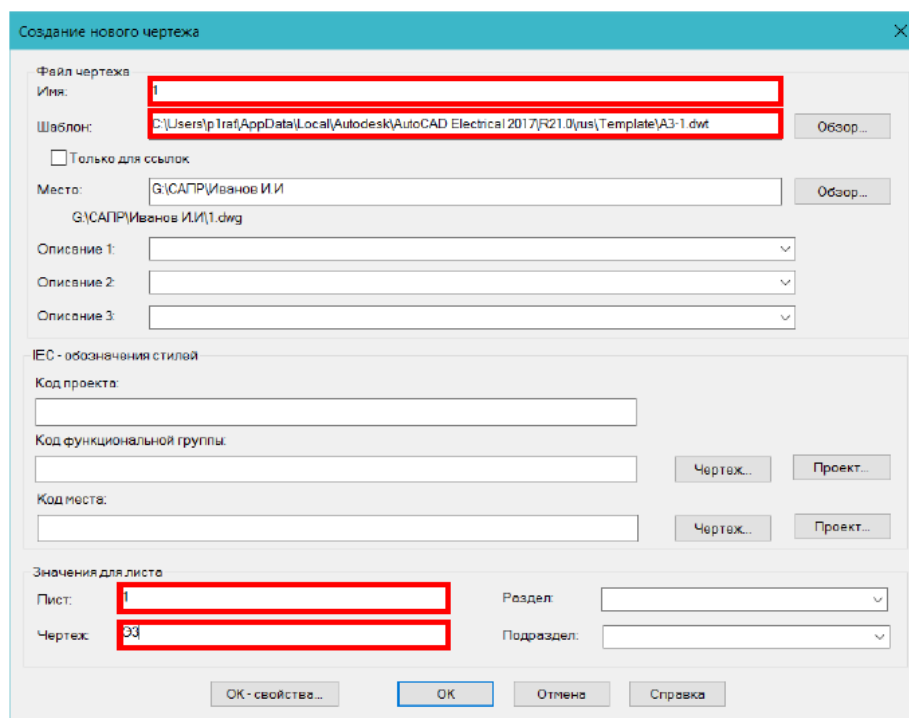 Создание нового чертежа
Файл чертежа
Имя: 1
Шаблон: C:\Users\p1raf\AppData\Local\Autodesk\AutoCAD Electrical 2017\R21.0\rus\Template\A3-1.dwt Обзор...
Только для ссылок
Место: G:\САПР\Иванов И.И Обзор...
G:\САПР\Иванов И.И\1.dwg
Описание 1:
Описание 2:
Описание 3:
IEC - обозначения стилей
Код проекта:
Код функциональной группы:
Чертеж... Проект...
Код места:
Чертеж... Проект...
Значения для листа
Лист: 1 Раздел:
Чертеж: Э3 Подраздел:
ОК - свойства... ОК Отмена Справка